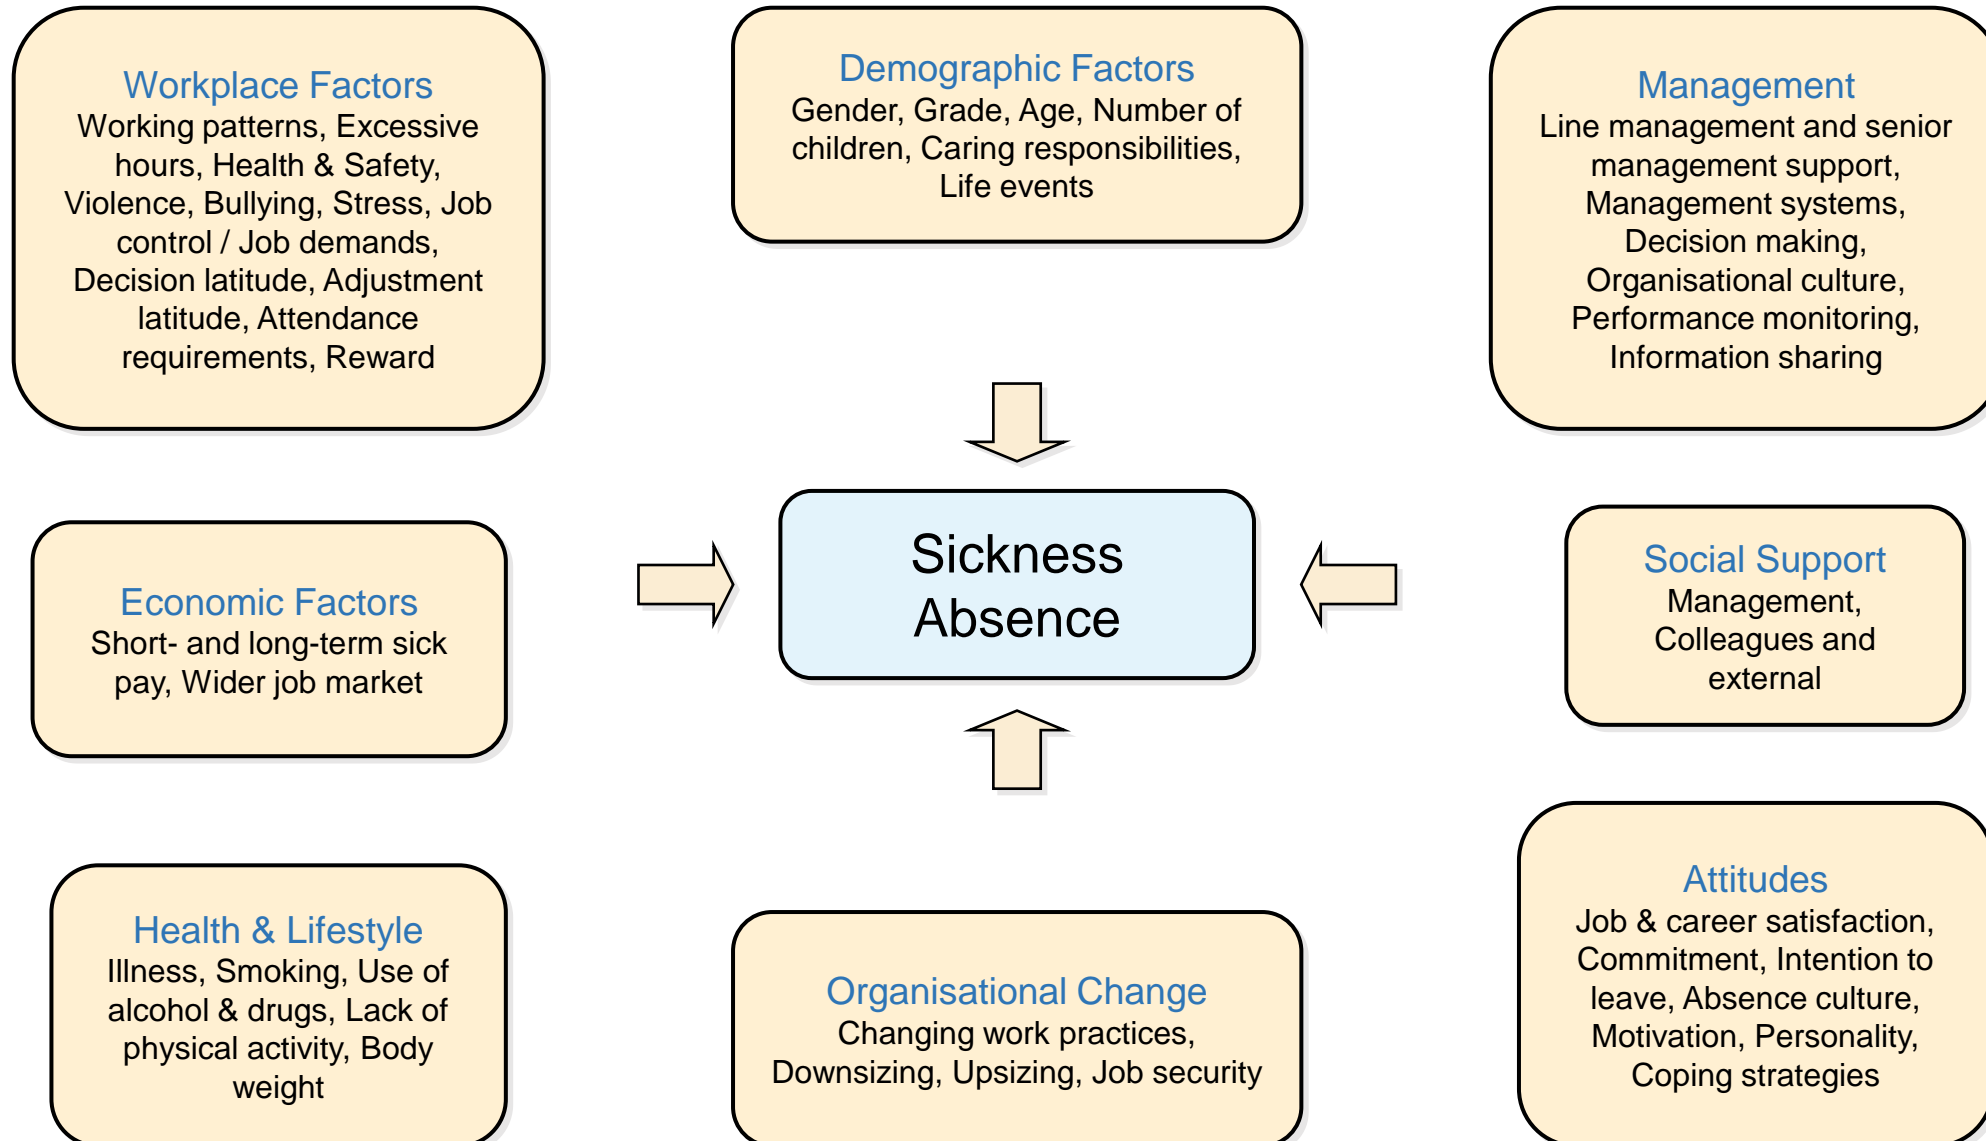 Workplace Factors
Working patterns, Excessive
hours, Health & Safety,
Violence, Bullying, Stress, Job
control / Job demands,
Decision latitude, Adjustment
latitude, Attendance
requirements, Reward
Demographic Factors
Gender, Grade, Age, Number of
children, Caring responsibilities,
Life events
Management
Line management and senior
management support,
Management systems,
Decision making,
Organisational culture,
Performance monitoring,
Information sharing
Economic Factors
Short- and long-term sick
pay, Wider job market
Sickness
Absence
Social Support
Management,
Colleagues and
external
Health & Lifestyle
Illness, Smoking, Use of
alcohol & drugs, Lack of
physical activity, Body
weight
Organisational Change
Changing work practices,
Downsizing, Upsizing, Job security
Attitudes
Job & career satisfaction,
Commitment, Intention to
leave, Absence culture,
Motivation, Personality,
Coping strategies